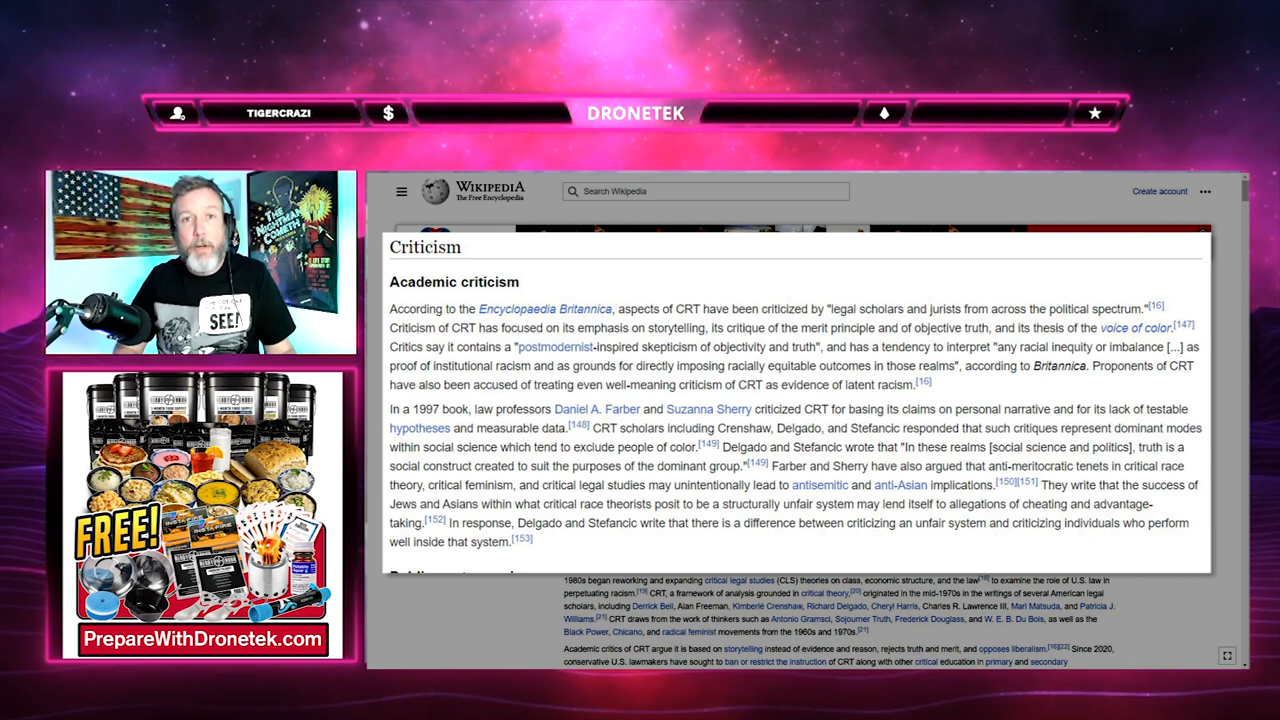 TIGERCRAZI
$
DRONETEK
WIKIPEDIA
The Free Encyclopedia
Search Wikipedia
Create account
THE
NIGHTMARE
COMETH
SEE!
Criticism
Academic criticism
According to the Encyclopaedia Britannica, aspects of CRT have been criticized by "legal scholars and jurists from across the political spectrum."[16]
Criticism of CRT has focused on its emphasis on storytelling, its critique of the merit principle and of objective truth, and its thesis of the voice of color.[147]
Critics say it contains a "postmodernist-inspired skepticism of objectivity and truth", and has a tendency to interpret "any racial inequity or imbalance [...] as
proof of institutional racism and as grounds for directly imposing racially equitable outcomes in those realms", according to Britannica. Proponents of CRT
have also been accused of treating even well-meaning criticism of CRT as evidence of latent racism.[16]
In a 1997 book, law professors Daniel A. Farber and Suzanna Sherry criticized CRT for basing its claims on personal narrative and for its lack of testable
hypotheses and measurable data.[148] CRT scholars including Crenshaw, Delgado, and Stefancic responded that such critiques represent dominant modes
within social science which tend to exclude people of color.[149] Delgado and Stefancic wrote that "In these realms [social science and politics], truth is a
social construct created to suit the purposes of the dominant group."[149] Farber and Sherry have also argued that anti-meritocratic tenets in critical race
theory, critical feminism, and critical legal studies may unintentionally lead to antisemitic and anti-Asian implications.[150][151] They write that the success of
Jews and Asians within what critical race theorists posit to be a structurally unfair system may lend itself to allegations of cheating and advantage-
taking.[152] In response, Delgado and Stefancic write that there is a difference between criticizing an unfair system and criticizing individuals who perform
well inside that system.[153]
1980s began reworking and expanding critical legal studies (CLS) theories on class, economic structure, and the law[18] to examine the role of U.S. law in
perpetuating racism.[19] CRT, a framework of analysis grounded in critical theory,[20] originated in the mid-1970s in the writings of several American legal
scholars, including Derrick Bell, Alan Freeman, Kimberlé Crenshaw, Richard Delgado, Cheryl Harris, Charles R. Lawrence III, Mari Matsuda, and Patricia J.
Williams.[21] CRT draws from the work of thinkers such as Antonio Gramsci, Sojourner Truth, Frederick Douglass, and W. E. B. Du Bois, as well as the
Black Power, Chicano, and radical feminist movements from the 1960s and 1970s.[21]
Academic critics of CRT argue it is based on storytelling instead of evidence and reason, rejects truth and merit, and opposes liberalism.[16][22] Since 2020,
conservative U.S. lawmakers have sought to ban or restrict the instruction of CRT along with other critical education in primary and secondary
FREE!
PrepareWithDronetek.com